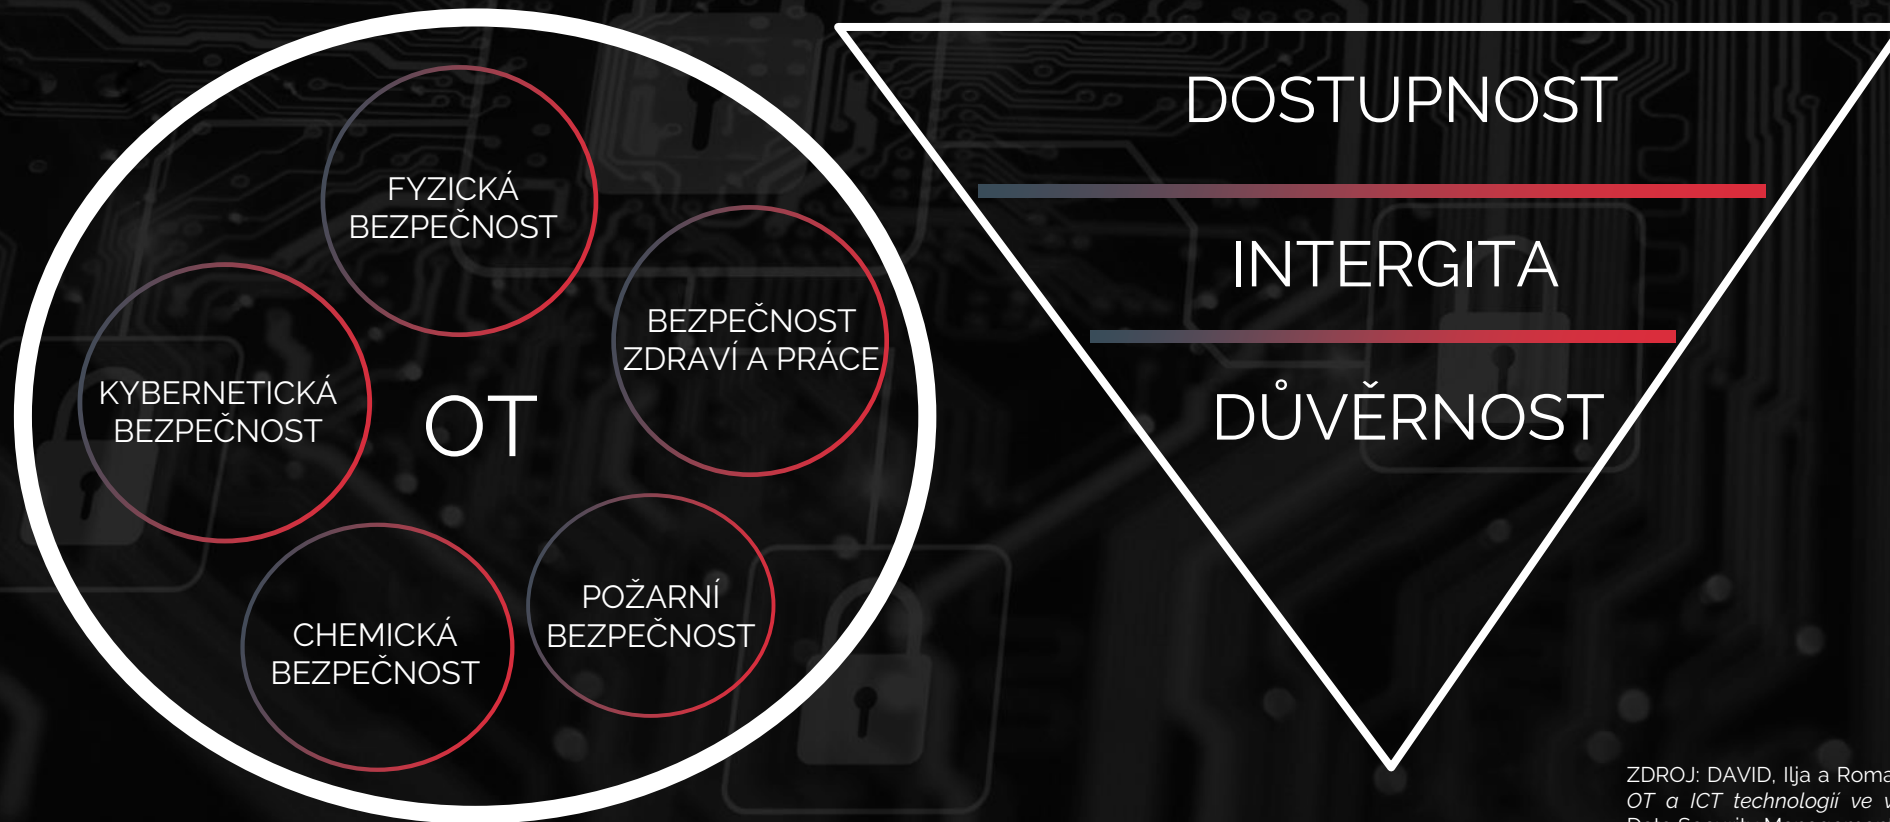 FYZICKÁ
BEZPEČNOST
BEZPEČNOST
ZDRAVÍ A PRÁCE
KYBERNETICKÁ
BEZPEČNOST
OT
CHEMICKÁ
BEZPEČNOST
POŽARNÍ
BEZPEČNOST
DOSTUPNOST
INTERGITA
DŮVĚRNOST
ZDROJ: DAVID, Ilja a Roma
OT a ICT technologií ve v